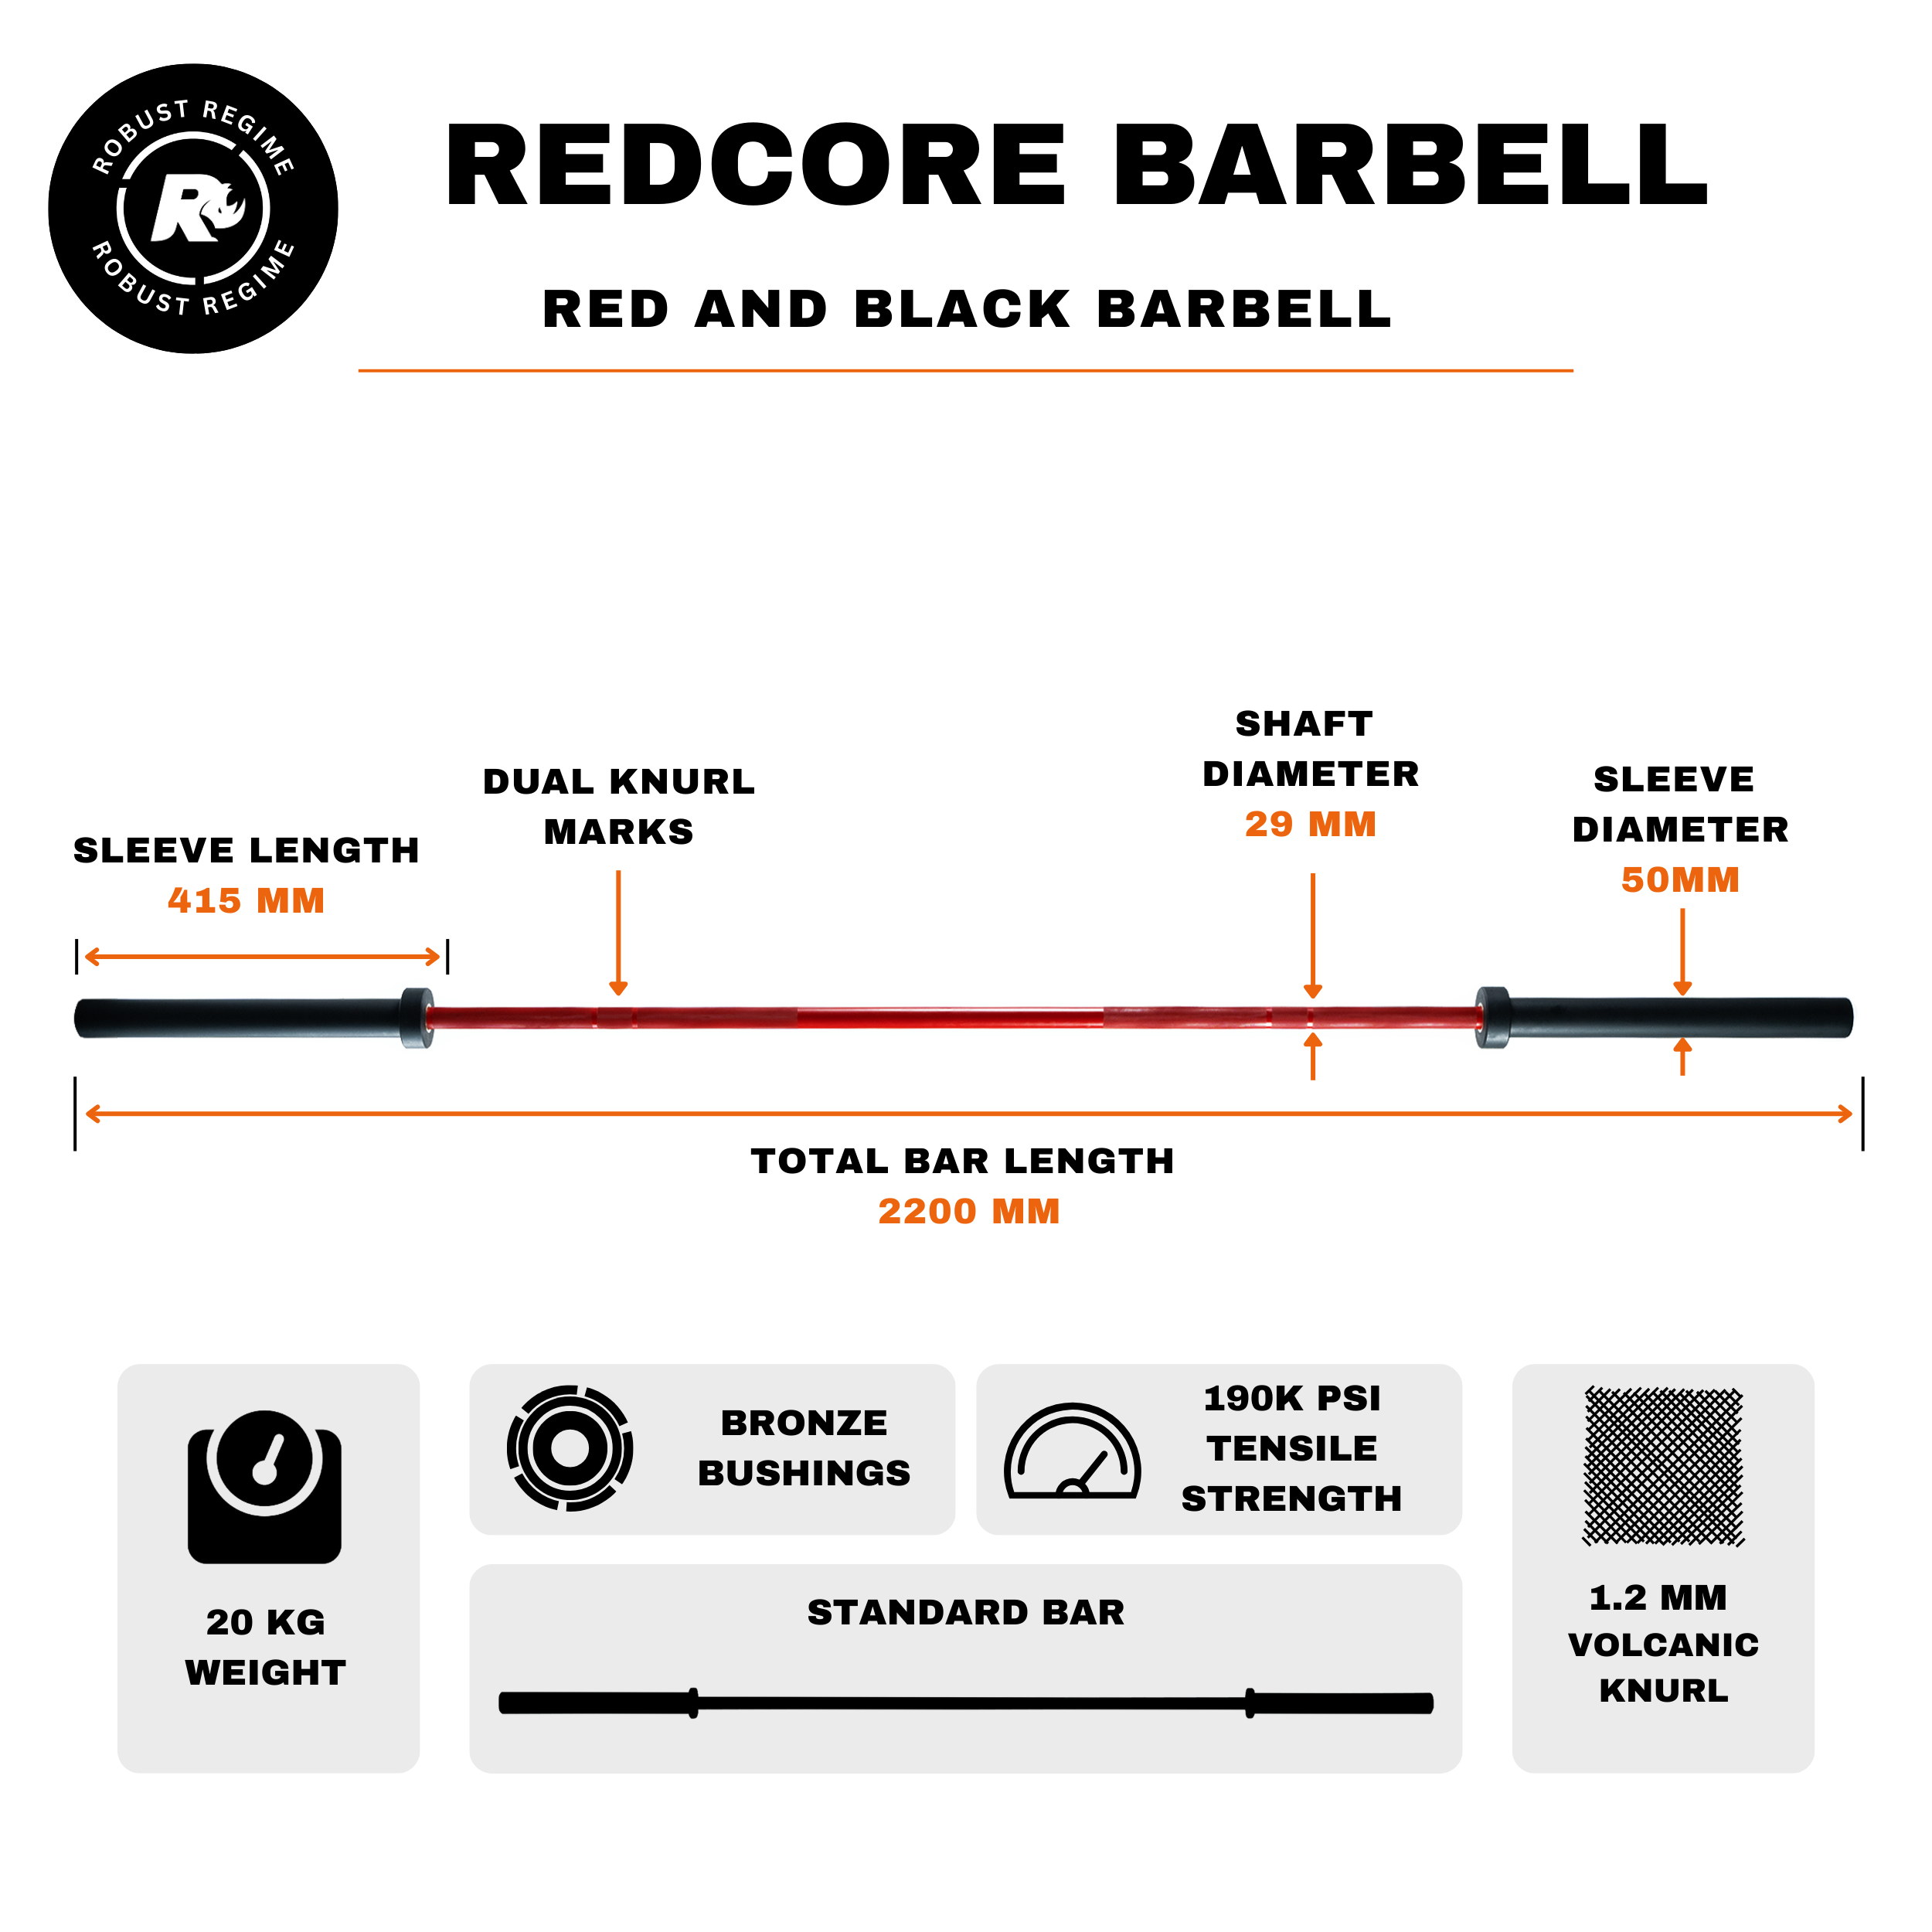 ROBUST REGIME
R
ROBUST REGIME
REDCORE BARBELL
RED AND BLACK BARBELL
SLEEVE LENGTH
415 MM
DUAL KNURL
MARKS
SHAFT
DIAMETER
29 MM
SLEEVE
DIAMETER
50MM
TOTAL BAR LENGTH
2200 MM
20 KG
WEIGHT
BRONZE
BUSHINGS
190K PSI
TENSILE
STRENGTH
STANDARD BAR
1.2 MM
VOLCANIC
KNURL